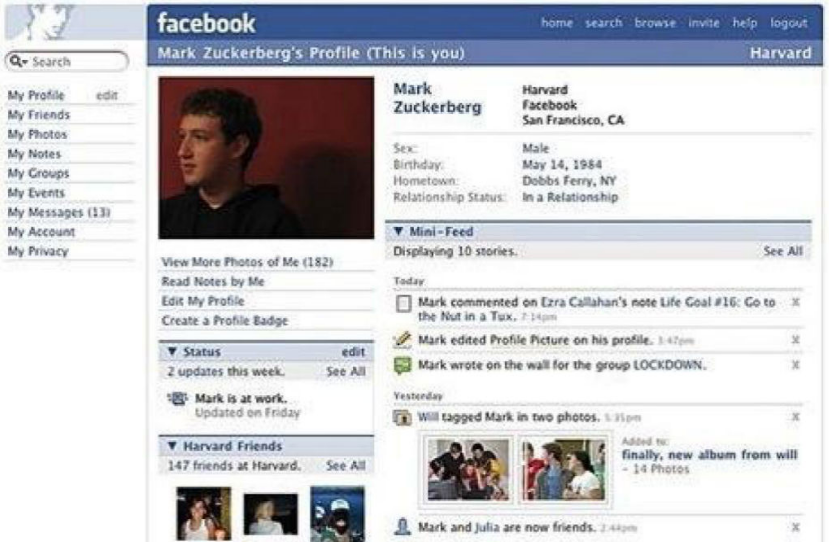 facebook
home search browse invite help logout
Mark Zuckerberg's Profile (This is you) Harvard
Search
My Profile edit
My Friends
My Photos
My Notes
My Groups
My Events
My Messages (13)
My Account
My Privacy
View More Photos of Me (182)
Read Notes by Me
Edit My Profile
Create a Profile Badge
Status edit
2 updates this week. See All
Mark is at work.
Updated on Friday
Harvard Friends
147 friends at Harvard. See All
Mark
Zuckerberg
Harvard
Facebook
San Francisco, CA
Sex: Male
Birthday: May 14, 1984
Hometown: Dobbs Ferry, NY
Relationship Status: In a Relationship
Mini-Feed
Displaying 10 stories. See All
Today
Mark commented on Ezra Callahan's note Life Goal #16: Go to
the Nut in a Tux. 7:14pm
Mark edited Profile Picture on his profile. 3:47pm
Mark wrote on the wall for the group LOCKDOWN.
Yesterday
Will tagged Mark in two photos. 5:35pm
Added to:
finally, new album from will
- 14 Photos
Mark and Julia are now friends. 2:44pm